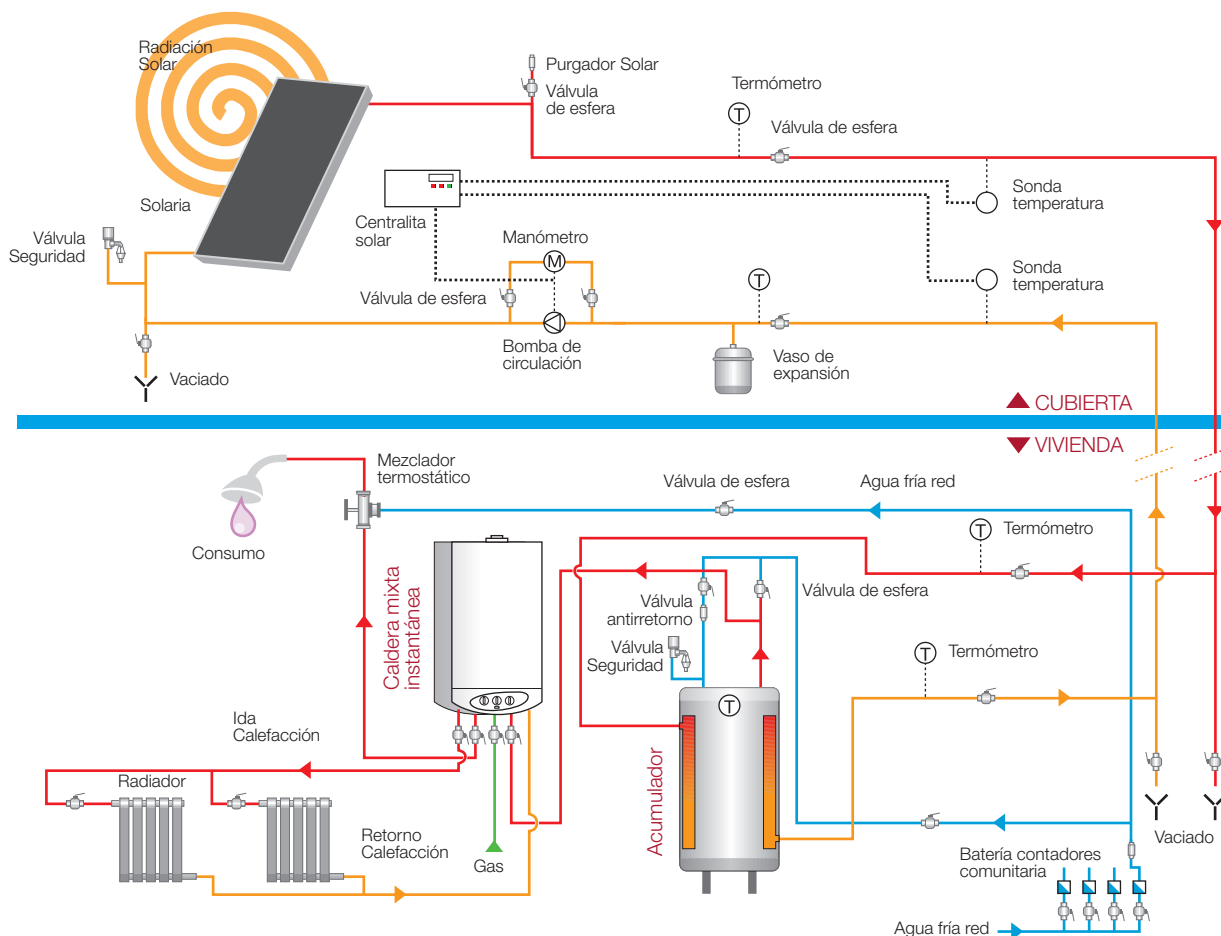 Radiación
Solar
Solaria
Válvula
Seguridad
Vaciado
Purgador Solar
Válvula
de esfera
Termómetro
T
Válvula de esfera
Centralita
solar
Sonda
temperatura
Manómetro
M
T
Sonda
temperatura
Válvula de esfera
Bomba de
circulación
Vaso de
expansión
CUBIERTA
VIVIENDA
Mezclador
termostático
Consumo
Válvula de esfera
Agua fría red
T
Termómetro
Caldera mixta
instantánea
Válvula
antirretorno
Válvula de esfera
Válvula
Seguridad
T
Termómetro
T
Ida
Calefacción
Radiador
Retorno
Calefacción
Gas
Acumulador
Vaciado
Batería contadores
comunitaria
Agua fría red